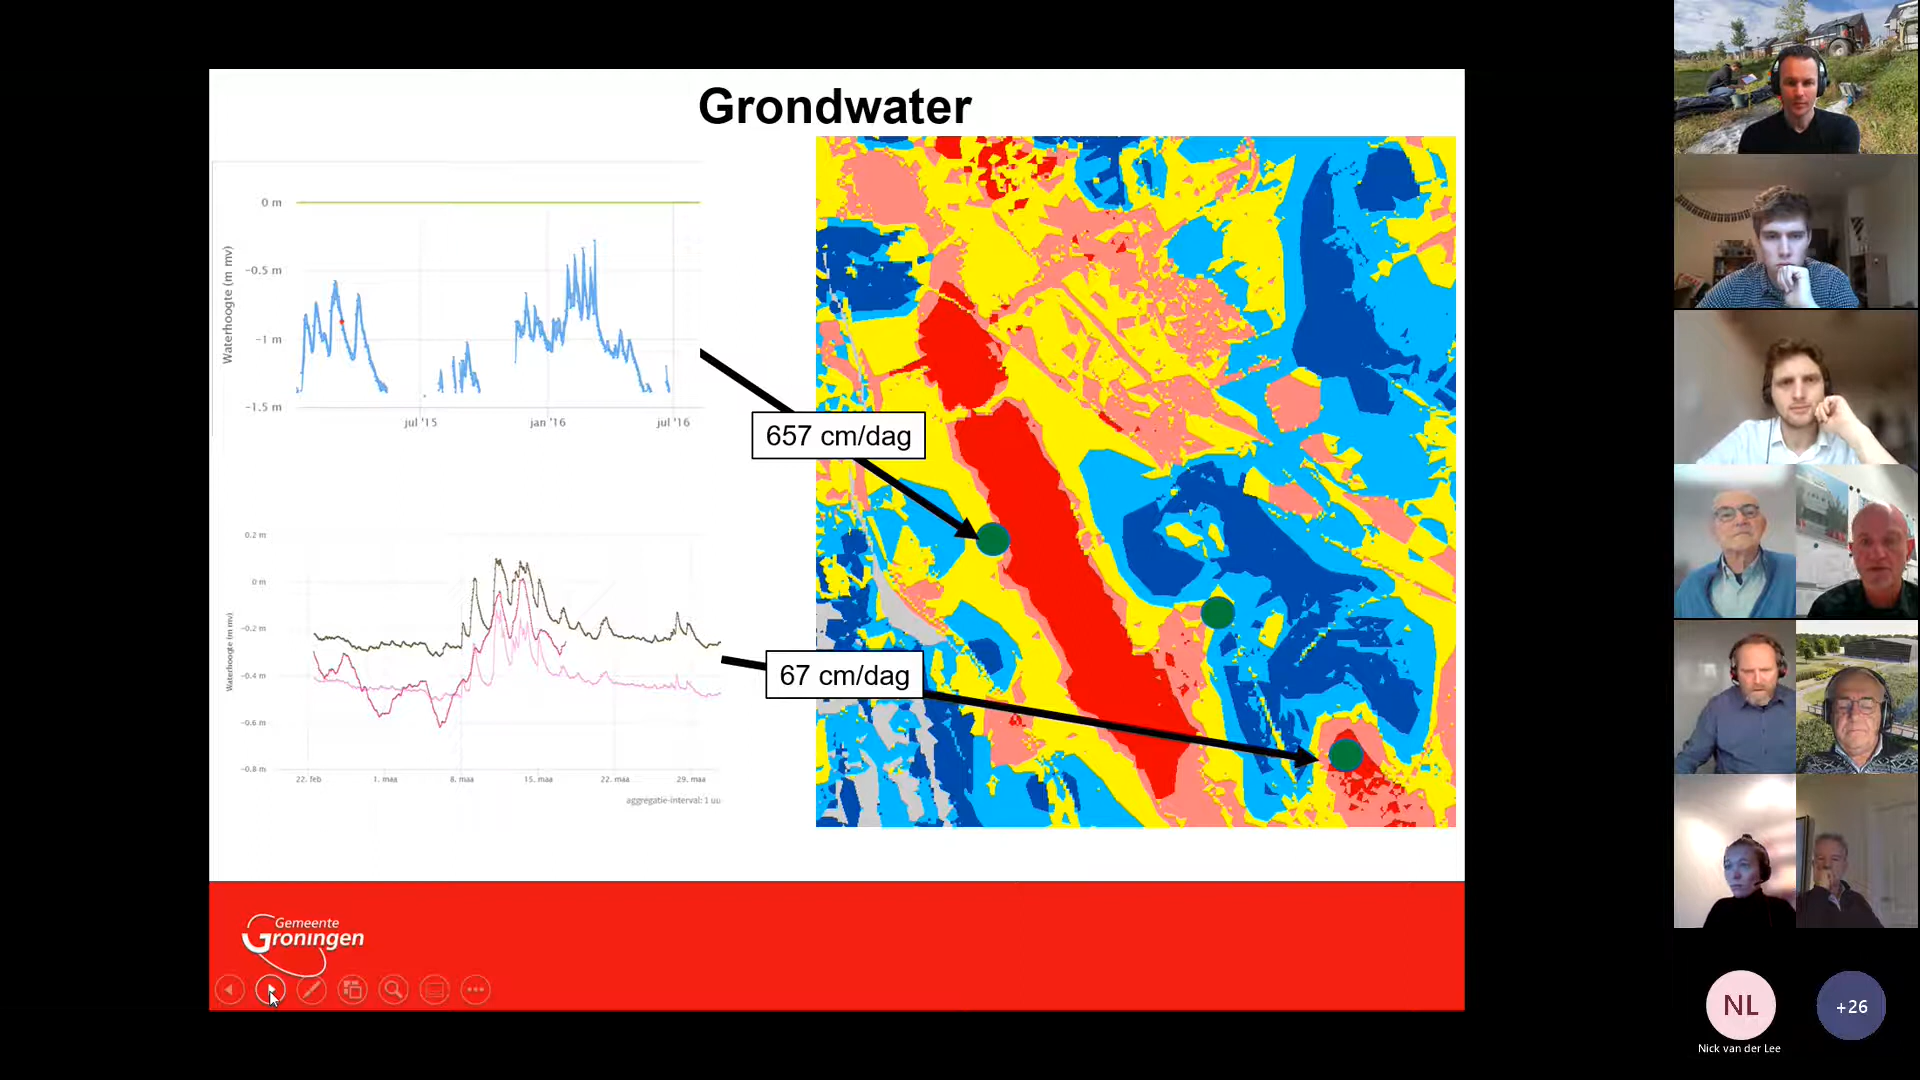 Grondwater
Waterhoogte (m mv)
0 m
-0.5 m
-1 m
-1.5 m
jul '15
jan '16
jul '16
657 cm/dag
Waterhoogte (m mv)
0.2 m
0 m
-0.2 m
-0.4 m
-0.6 m
-0.8 m
22. feb
1. maa
8. maa
15. maa
22. maa
29. maa
aggregatie-interval: 1 uu
67 cm/dag
Gemeente
Groningen
NL
+26
Nick van der Lee